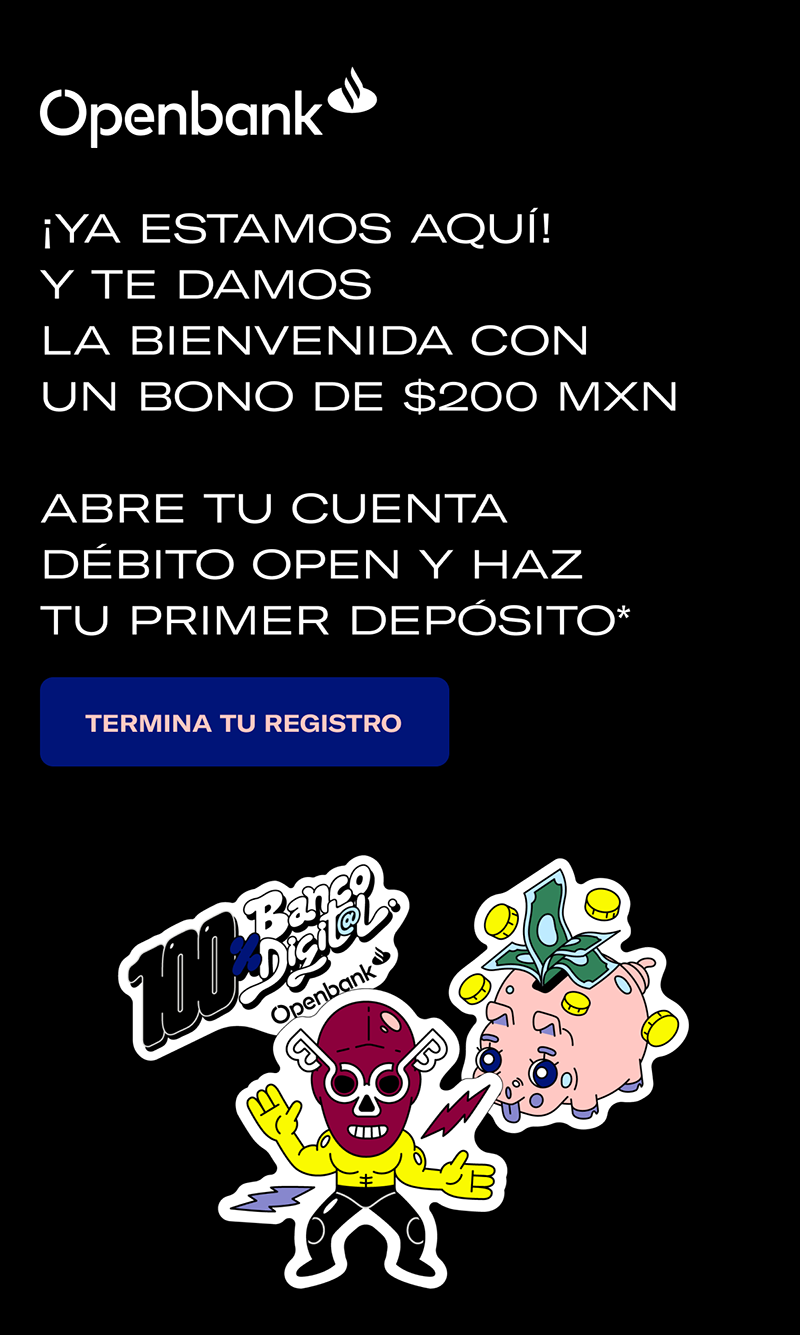 Openbank
¡YA ESTAMOS AQUÍ!
Y TE DAMOS
LA BIENVENIDA CON
UN BONO DE $200 MXN
ABRE TU CUENTA
DÉBITO OPEN Y HAZ
TU PRIMER DEPÓSITO*
TERMINA TU REGISTRO
100% Banco
Digit@l
Openbank